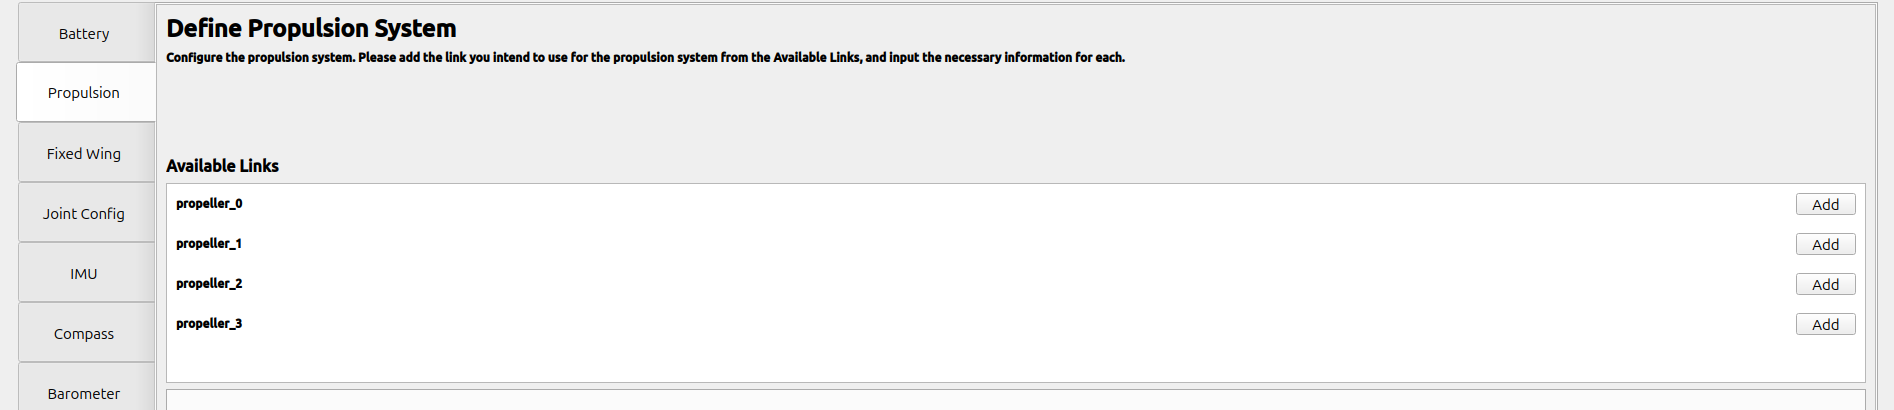 Battery
Propulsion
Fixed Wing
Joint Config
IMU
Compass
Barometer
Define Propulsion System
Configure the propulsion system. Please add the link you intend to use for the propulsion system from the Available Links, and input the necessary information for each.
Available Links
propeller_0 Add
propeller_1 Add
propeller_2 Add
propeller_3 Add